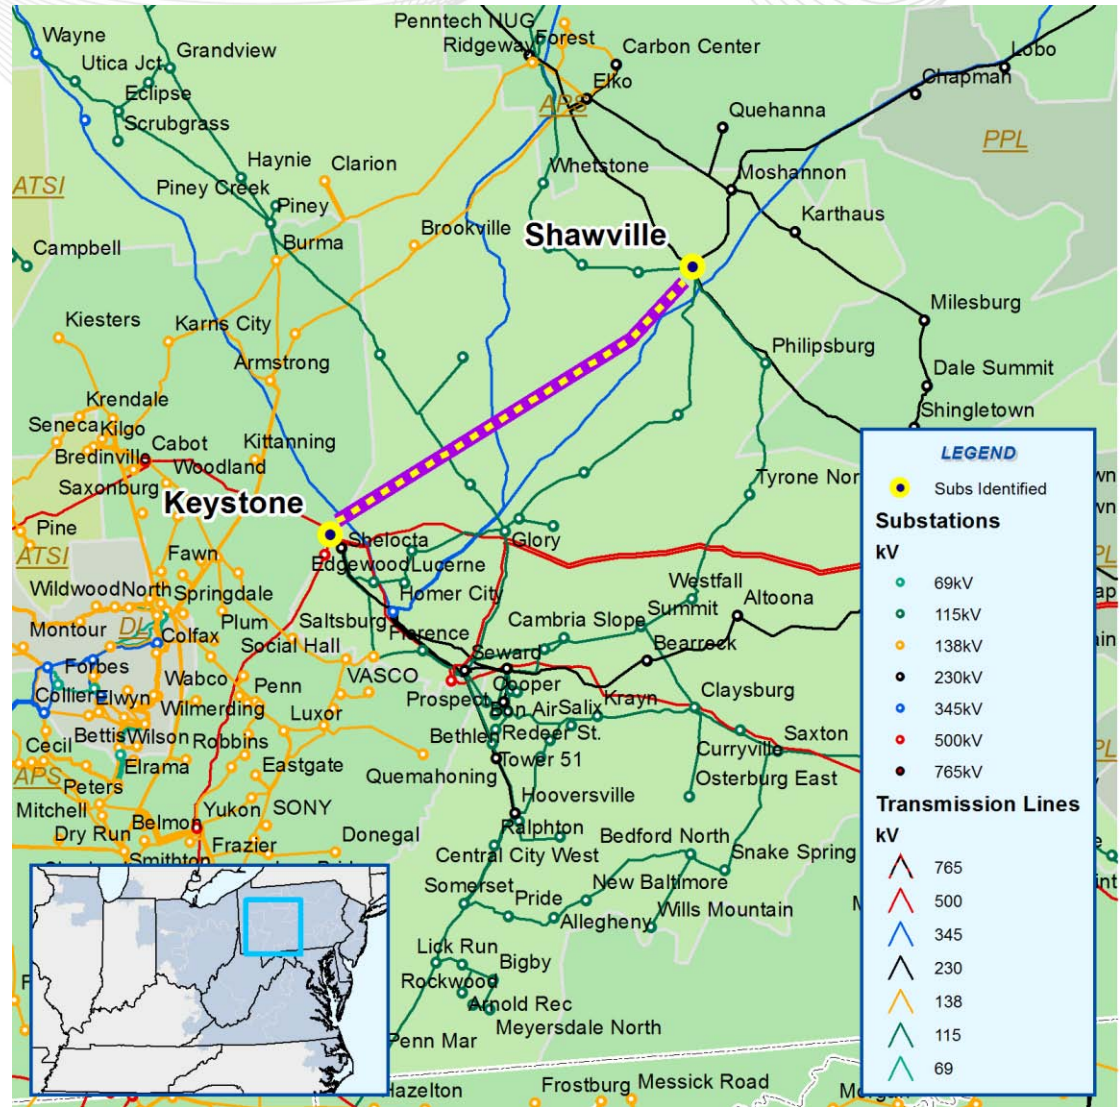 Penntech NUG
Forest
Wayne
Ridgeway
Carbon Center
Grandview
Lobo
Utica Jct
Elko
Chapman
Eclipse
APS
Quehanna
Scrubgrass
PPL
Haynie
Clarion
Whetstone
Moshannon
ATSI
Piney Creek
Piney
Karthaus
Brookville
Shawville
Burma
Campbell
Milesburg
Kiesters
Karns City
Philipsburg
Armstrong
Dale Summit
Krendale
Shingletown
Seneca
Kilgo
Cabot
Kittanning
Bredinville
Woodland
Saxonburg
Tyrone Nor
Keystone
Pine
Shelocta
Glory
ATSI
Fawn
Edgewood
Lucerne
Wildwood
North
Springdale
Homer City
Westfall
Montour
DL
Plum
Saltsburg
Summit
Altoona
Colfax
Social Hall
Florence
Cambria Slope
Bearreck
Forbes
Wabco
VASCO
Seward
Collier
Elwyn
Penn
Cooper
Claysburg
Wilmerding
Luxor
Prospect
Bon Air
Salix
Krayn
Cecil
Bettis
Wilson
Robbins
Bethlen
Redeer St.
Curryville
Saxton
Elrama
Eastgate
Quemahoning
Tower 51
APS
Peters
Osterburg East
Mitchell
Yukon
SONY
Hooversville
Belmon
Dry Run
Donegal
Ralphton
Bedford North
Smithton
Frazier
Central City West
Snake Spring
Somerset
Pride
New Baltimore
Allegheny
Wills Mountain
Lick Run
Bigby
Rockwood
Arnold Rec
Meyersdale North
Penn Mar
Hazelton
Frostburg
Messick Road
LEGEND
Subs Identified
Substations
kV
69kV
115kV
138kV
230kV
345kV
500kV
765kV
Transmission Lines
kV
765
500
345
230
138
115
69